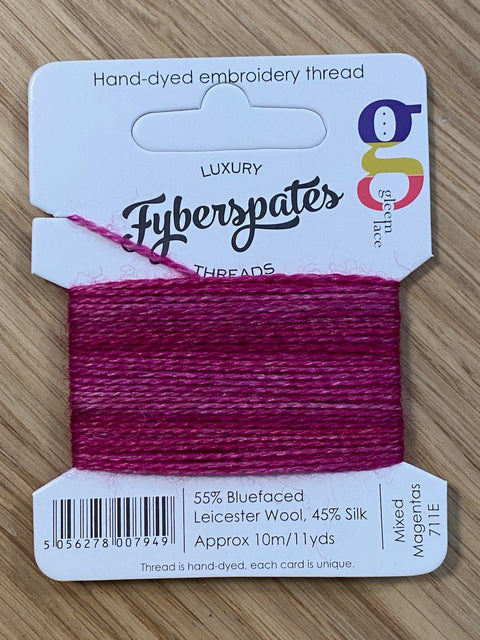 Hand-dyed embroidery thread
LUXURY
Fyberspates
THREADS
g
gleem
lace
55% Bluefaced
Leicester Wool, 45% Silk
Approx 10m/11yds
Mixed
Magentas
711E
5 056278 007949
Thread is hand-dyed, each card is unique.